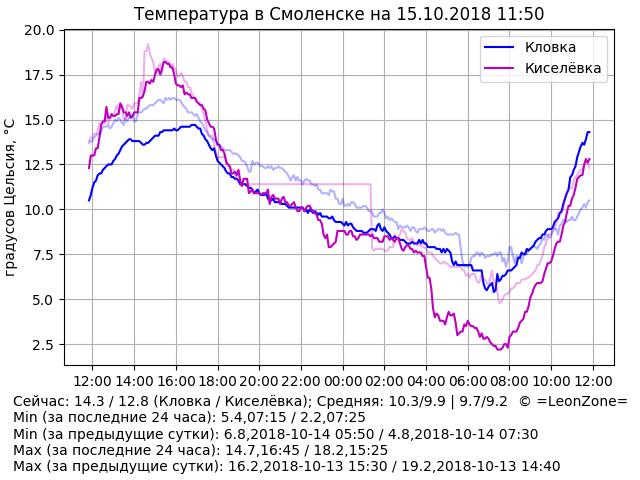 Температура в Смоленске на 15.10.2018 11:50
20.0
17.5
15.0
12.5
10.0
7.5
5.0
2.5
градусов Цельсия, °C
Кловка
Киселёвка
12:00 14:00 16:00 18:00 20:00 22:00 00:00 02:00 04:00 06:00 08:00 10:00 12:00
Сейчас: 14.3 / 12.8 (Кловка / Киселёвка); Средняя: 10.3/9.9 | 9.7/9.2 © =LeonZone=
Min (за последние 24 часа): 5.4,07:15 / 2.2,07:25
Min (за предыдущие сутки): 6.8,2018-10-14 05:50 / 4.8,2018-10-14 07:30
Max (за последние 24 часа): 14.7,16:45 / 18.2,15:25
Max (за предыдущие сутки): 16.2,2018-10-13 15:30 / 19.2,2018-10-13 14:40